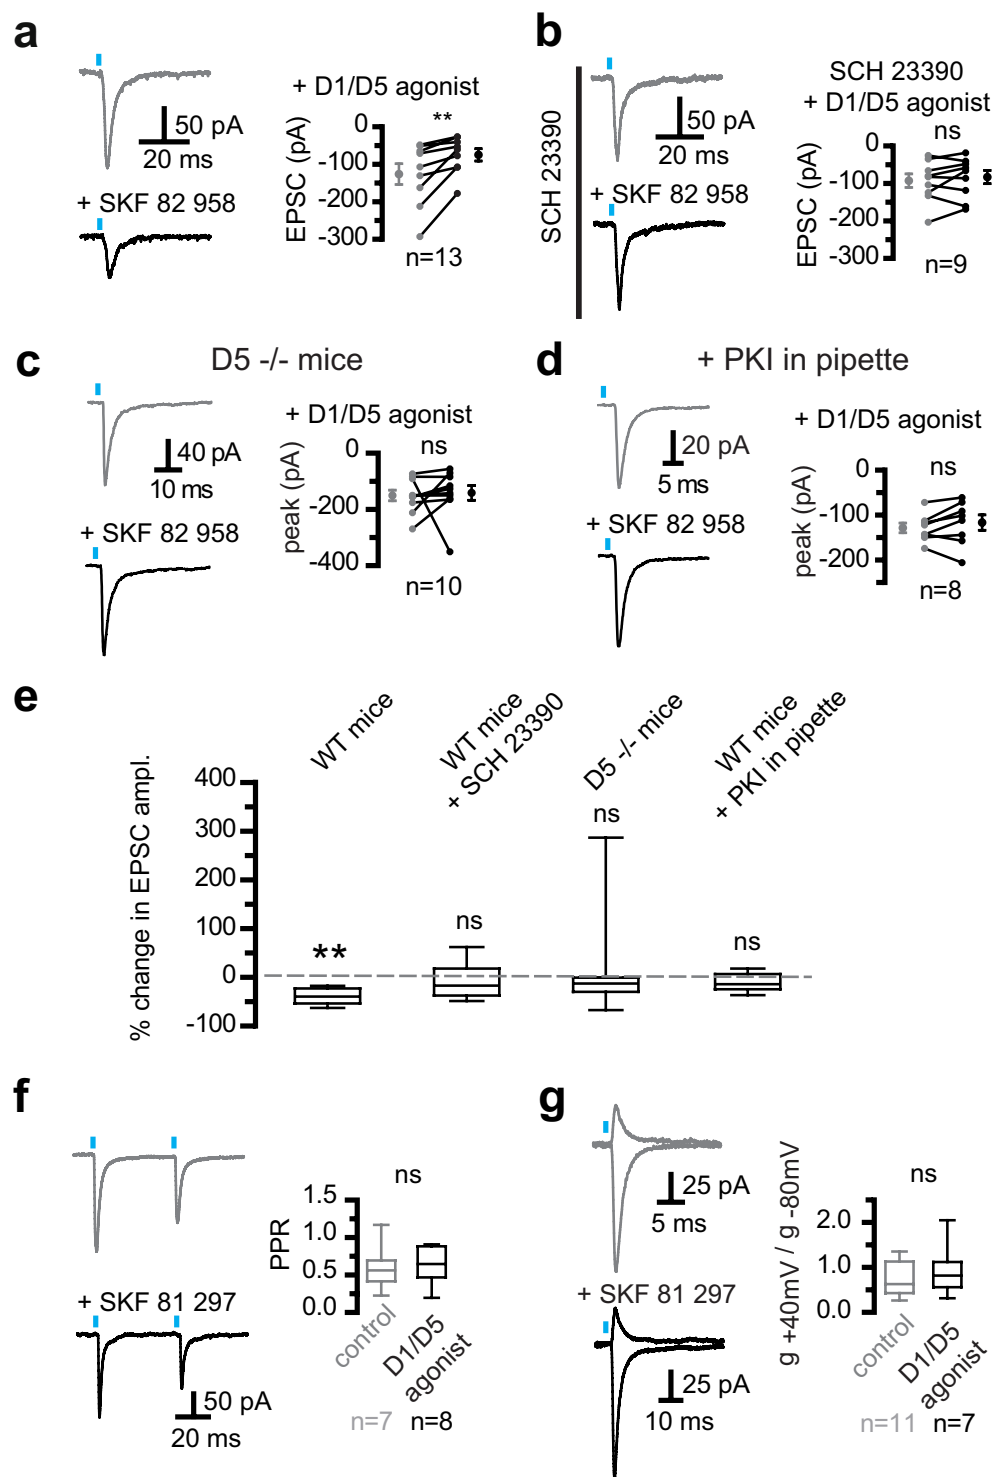 a
50 pA
20 ms
+ SKF 82 958
+ D1/D5 agonist
**
EPSC (pA)
0
-100
-200
-300
n=13
b
SCH 23390
50 pA
20 ms
+ SKF 82 958
SCH 23390
+ D1/D5 agonist
ns
EPSC (pA)
0
-100
-200
-300
n=9
c
D5 -/- mice
40 pA
10 ms
+ SKF 82 958
+ D1/D5 agonist
ns
peak (pA)
0
-200
-400
n=10
d
+ PKI in pipette
20 pA
5 ms
+ SKF 82 958
+ D1/D5 agonist
ns
peak (pA)
0
-100
-200
n=8
e
WT mice
WT mice
+ SCH 23390
D5 -/- mice
WT mice
+ PKI in pipette
% change in EPSC ampl.
400
300
200
100
0
-100
**
ns
ns
ns
f
+ SKF 81 297
50 pA
20 ms
ns
PPR
1.5
1.0
0.5
0.0
control
D1/D5
agonist
n=7
n=8
g
25 pA
5 ms
+ SKF 81 297
25 pA
10 ms
ns
g +40mV / g -80mV
2.0
1.0
0.0
control
D1/D5
agonist
n=11
n=7